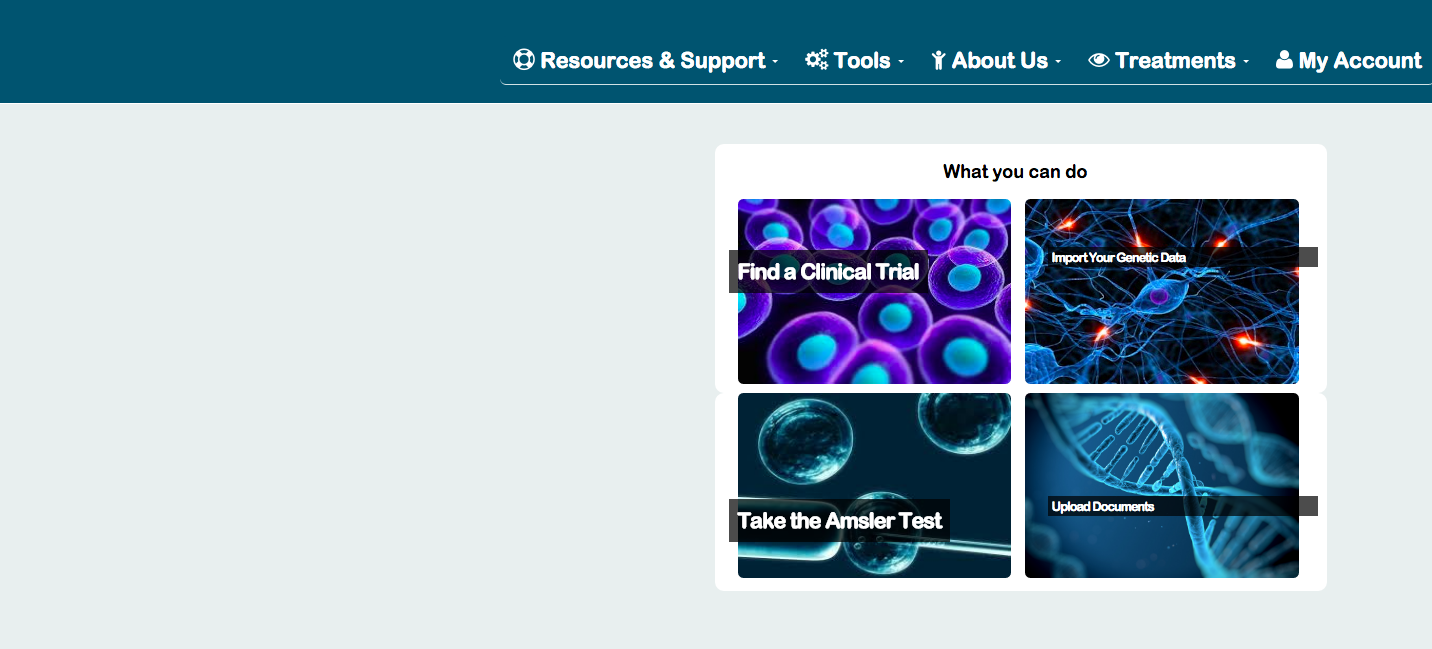 Resources & Support Tools About Us Treatments My Account
What you can do
Find a Clinical Trial
Import Your Genetic Data
Take the Amsler Test
Upload Documents